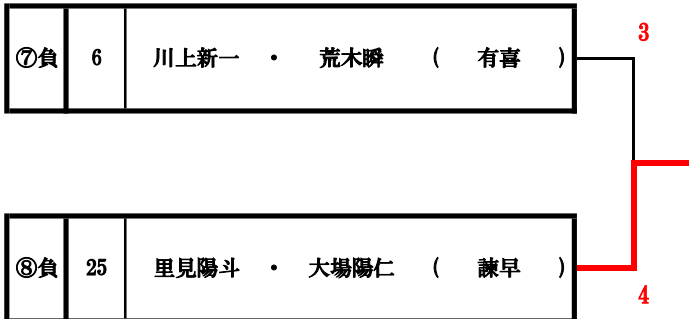 ⑦負 6 川上新一 ・ 荒木瞬 ( 有喜 )
3
⑧負 25 里見陽斗 ・ 大場陽仁 ( 諫早 )
4